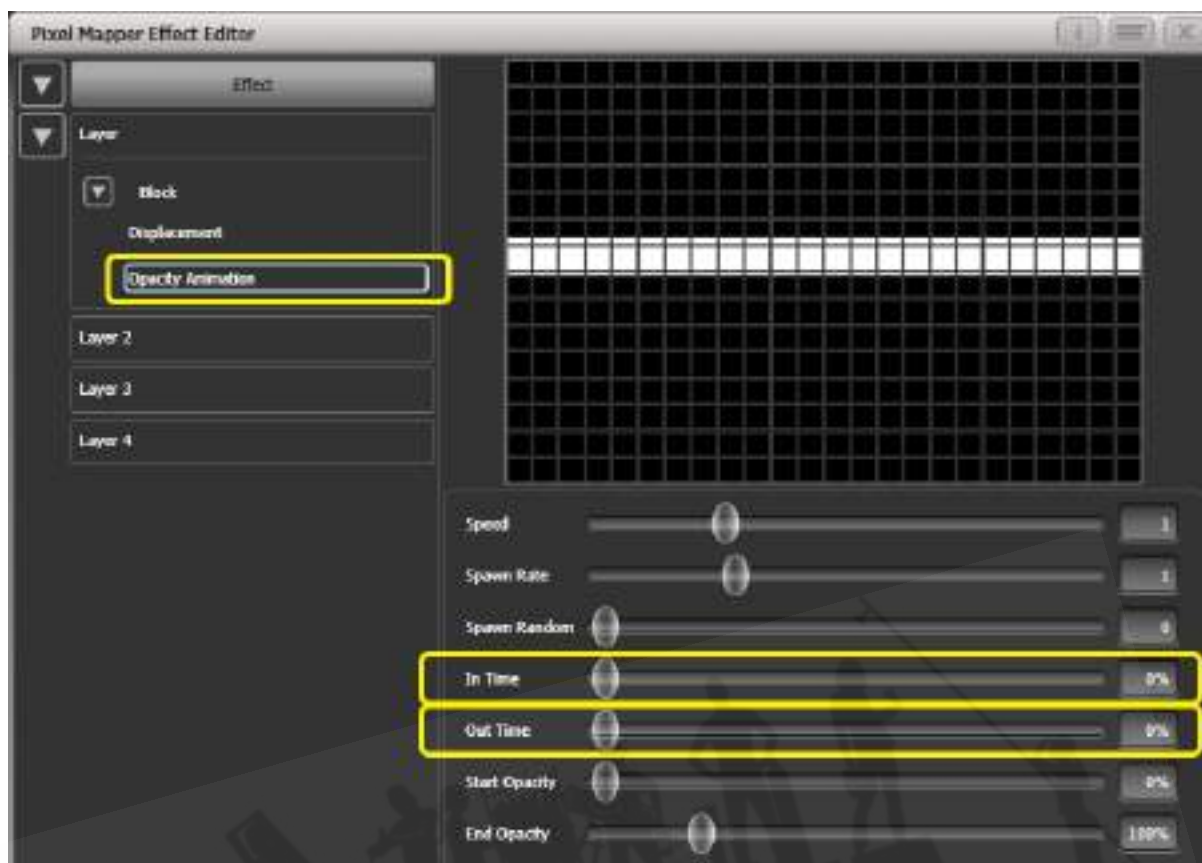 Pixel Mapper Effect Editor
Effect
Layer
Block
Displacement
Opacity Animation
Layer 2
Layer 3
Layer 4
Speed 1
Spawn Rate 1
Spawn Random 0
In Time 0%
Out Time 0%
Start Opacity 0%
End Opacity 100%